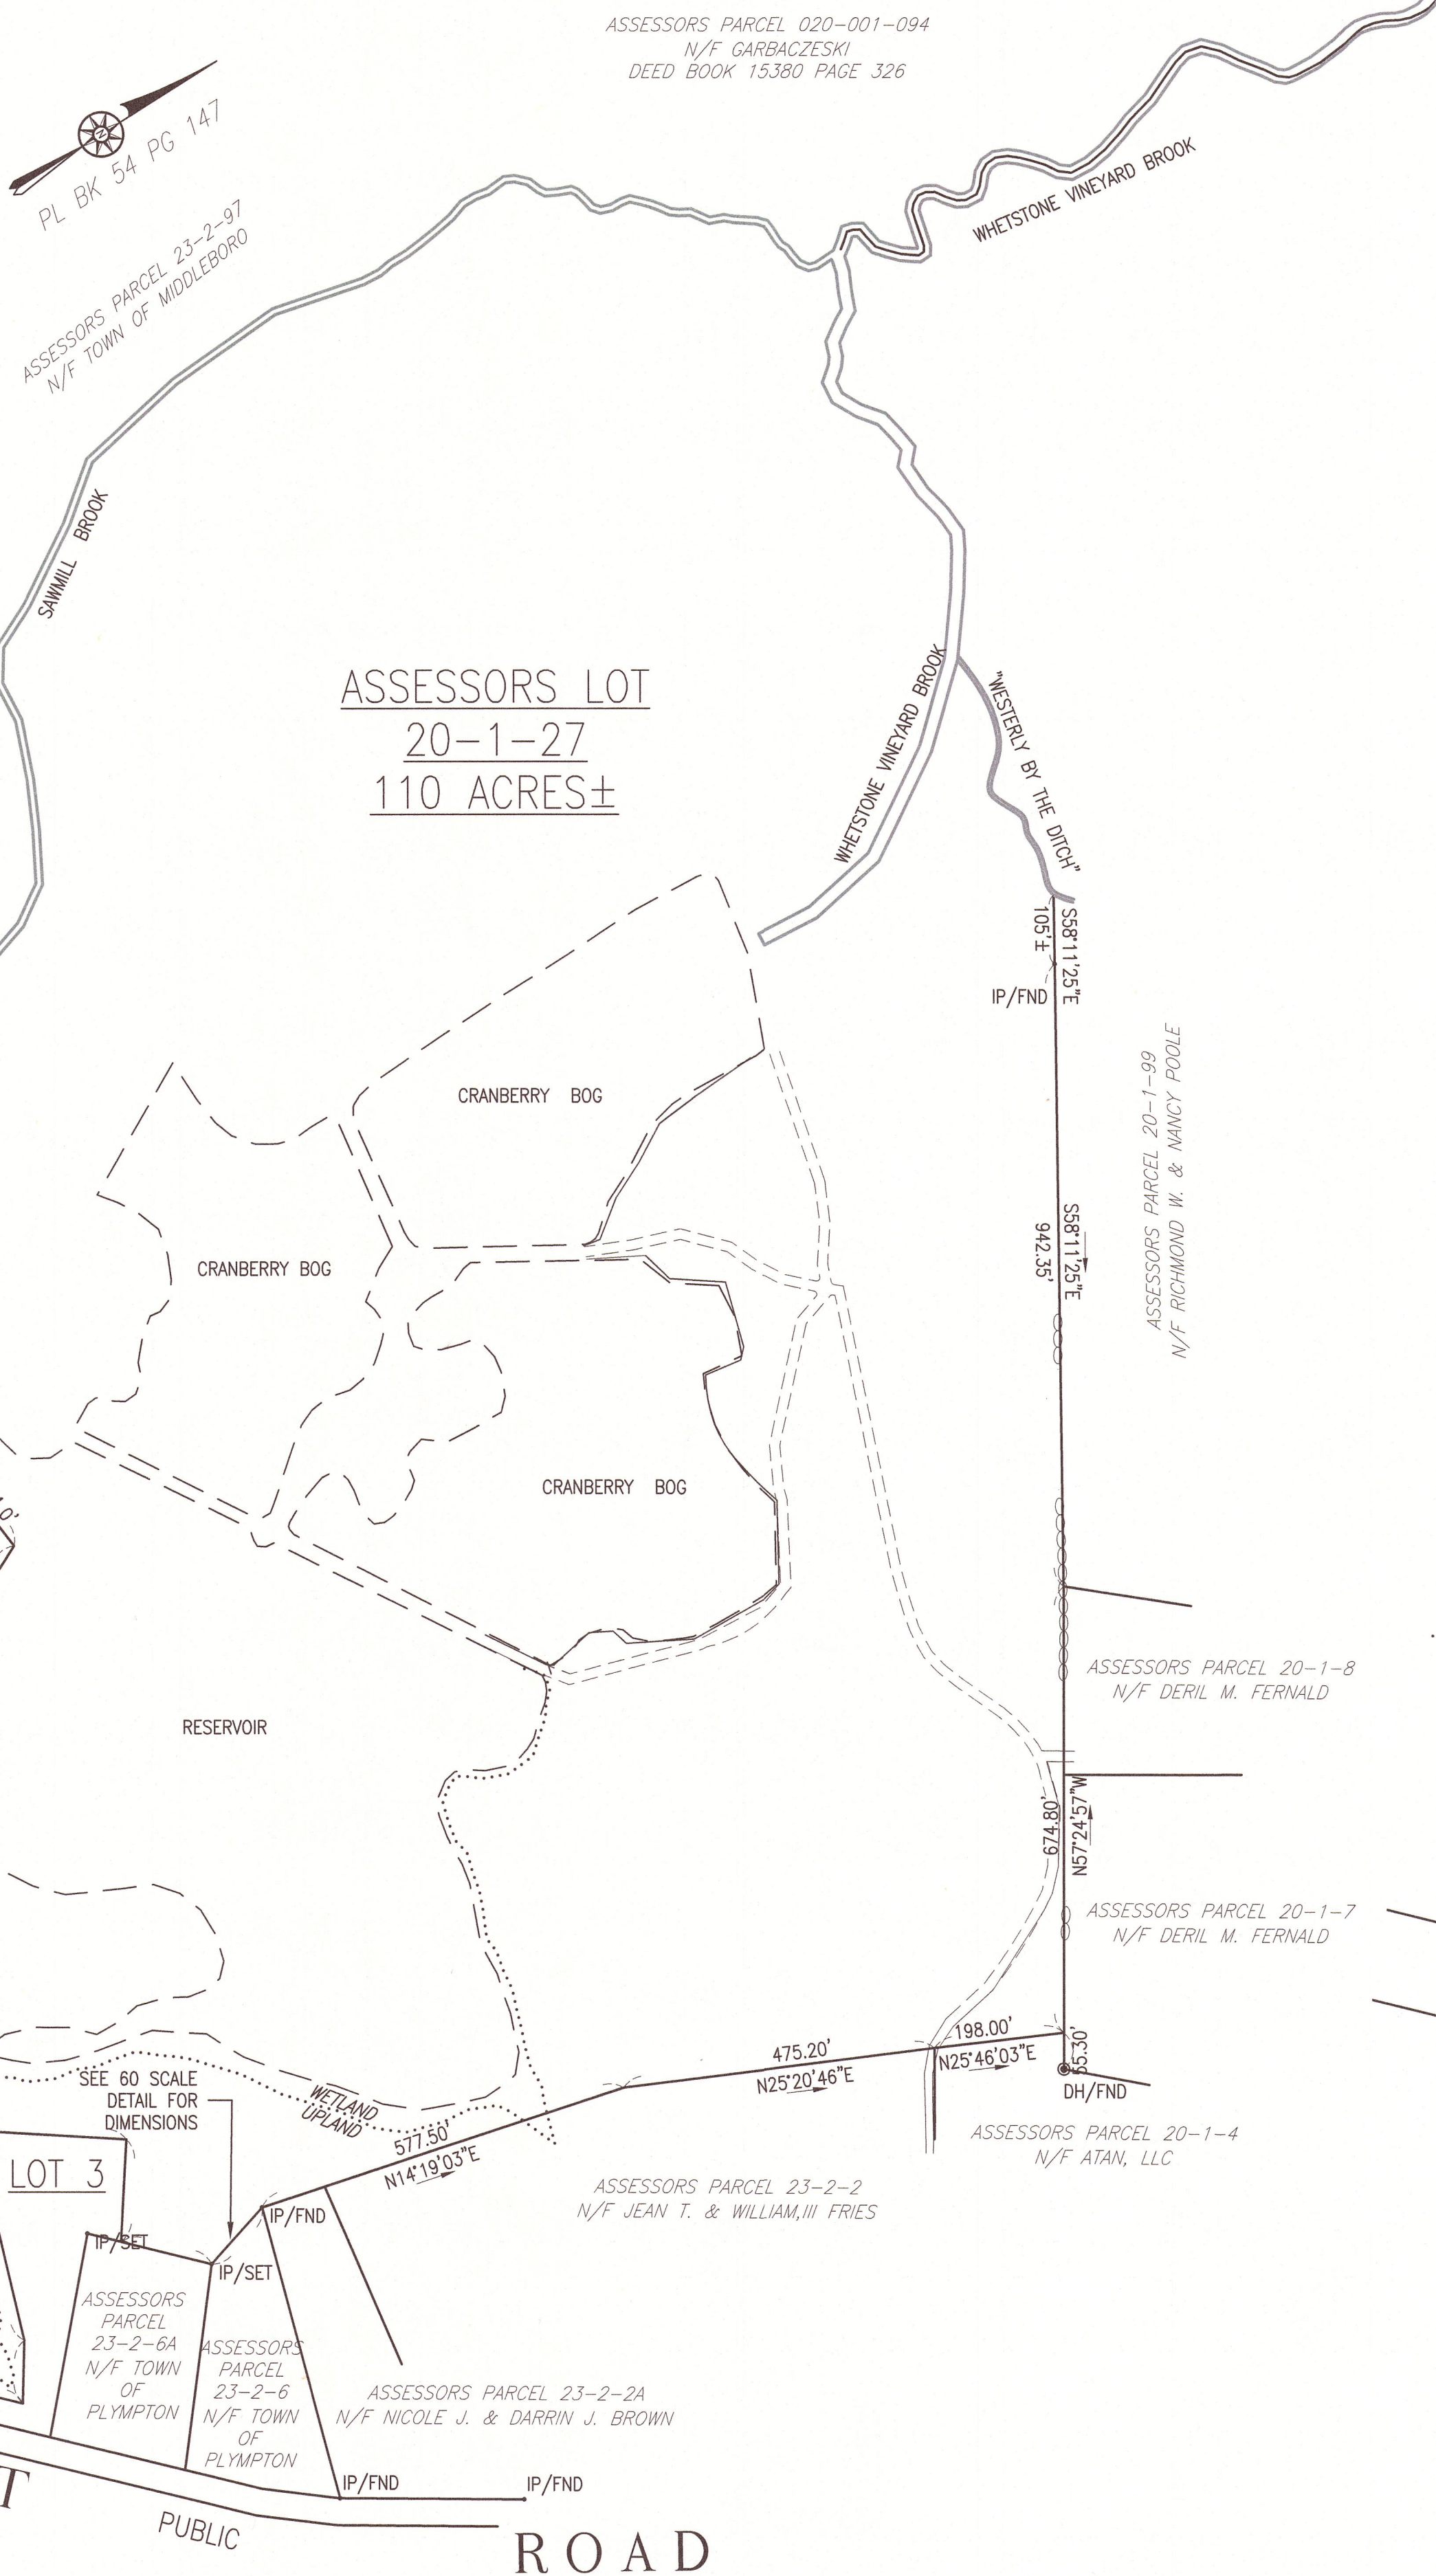 ASSESSORS PARCEL 020-001-094
N/F GARBACZESKI
DEED BOOK 15380 PAGE 326
N
PL BK 54 PG 147
ASSESSORS PARCEL 23-2-97
N/F TOWN OF MIDDLEBORO
WHETSTONE VINEYARD BROOK
SAWMILL BROOK
ASSESSORS LOT
20-1-27
110 ACRES±
WHETSTONE VINEYARD BROOK
"WESTERLY BY THE DITCH"
S58°11'25"E
105'±
IP/FND
ASSESSORS PARCEL 20-1-99
N/F RICHMOND W. & NANCY POOLE
CRANBERRY BOG
S58°11'25"E
942.35'
CRANBERRY BOG
CRANBERRY BOG
ASSESSORS PARCEL 20-1-8
N/F DERIL M. FERNALD
RESERVOIR
N57°24'57"W
674.80'
ASSESSORS PARCEL 20-1-7
N/F DERIL M. FERNALD
198.00'
N25°46'03"E
55.30'
DH/FND
475.20'
N25°20'46"E
SEE 60 SCALE
DETAIL FOR
DIMENSIONS
WETLAND
UPLAND
577.50'
N14°19'03"E
ASSESSORS PARCEL 20-1-4
N/F ATAN, LLC
LOT 3
ASSESSORS PARCEL 23-2-2
N/F JEAN T. & WILLIAM,III FRIES
IP/FND
IP/SET
IP/SET
ASSESSORS
PARCEL
23-2-6A
N/F TOWN
OF
PLYMPTON
ASSESSORS
PARCEL
23-2-6
N/F TOWN
OF
PLYMPTON
ASSESSORS PARCEL 23-2-2A
N/F NICOLE J. & DARRIN J. BROWN
IP/FND
IP/FND
T
PUBLIC
ROAD